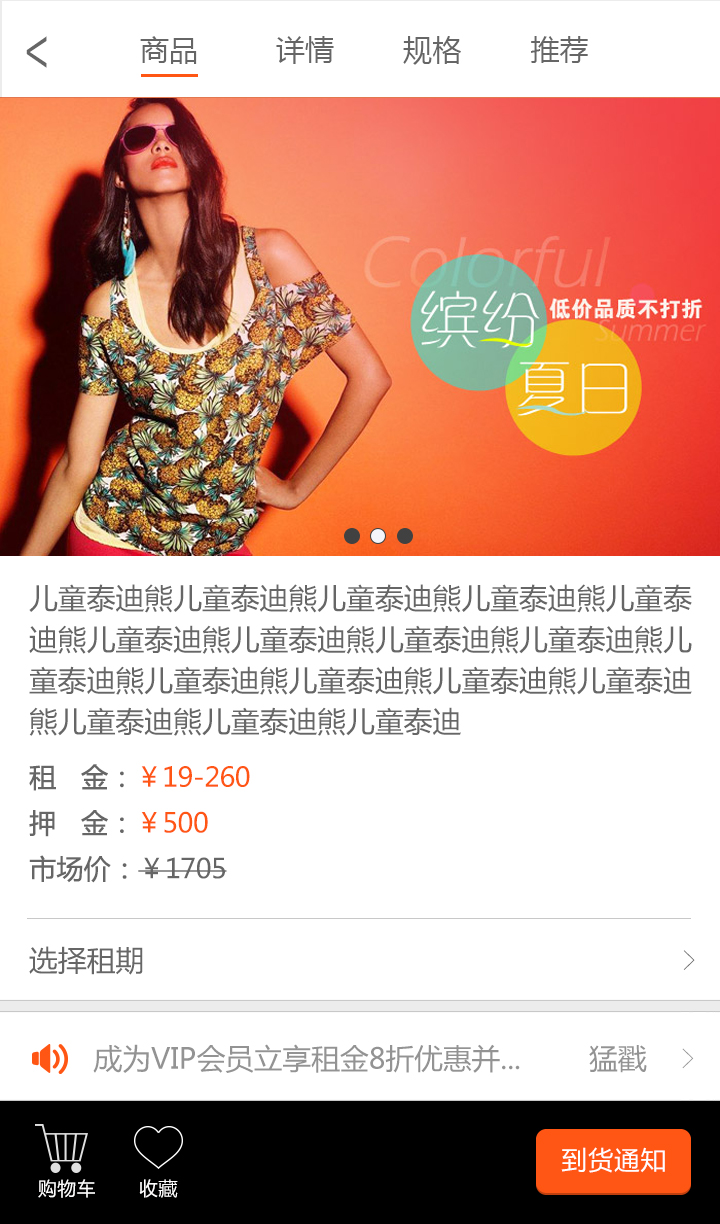 商品 详情 规格 推荐
Colorful
缤纷 低价品质不打折
Summer
夏日
儿童泰迪熊儿童泰迪熊儿童泰迪熊儿童泰迪熊儿童泰
迪熊儿童泰迪熊儿童泰迪熊儿童泰迪熊儿童泰迪熊儿
童泰迪熊儿童泰迪熊儿童泰迪熊儿童泰迪熊儿童泰迪
熊儿童泰迪熊儿童泰迪熊儿童泰迪
租 金：￥19-260
押 金：￥500
市场价：￥1705
选择租期
成为VIP会员立享租金8折优惠并... 猛戳
购物车 收藏 到货通知